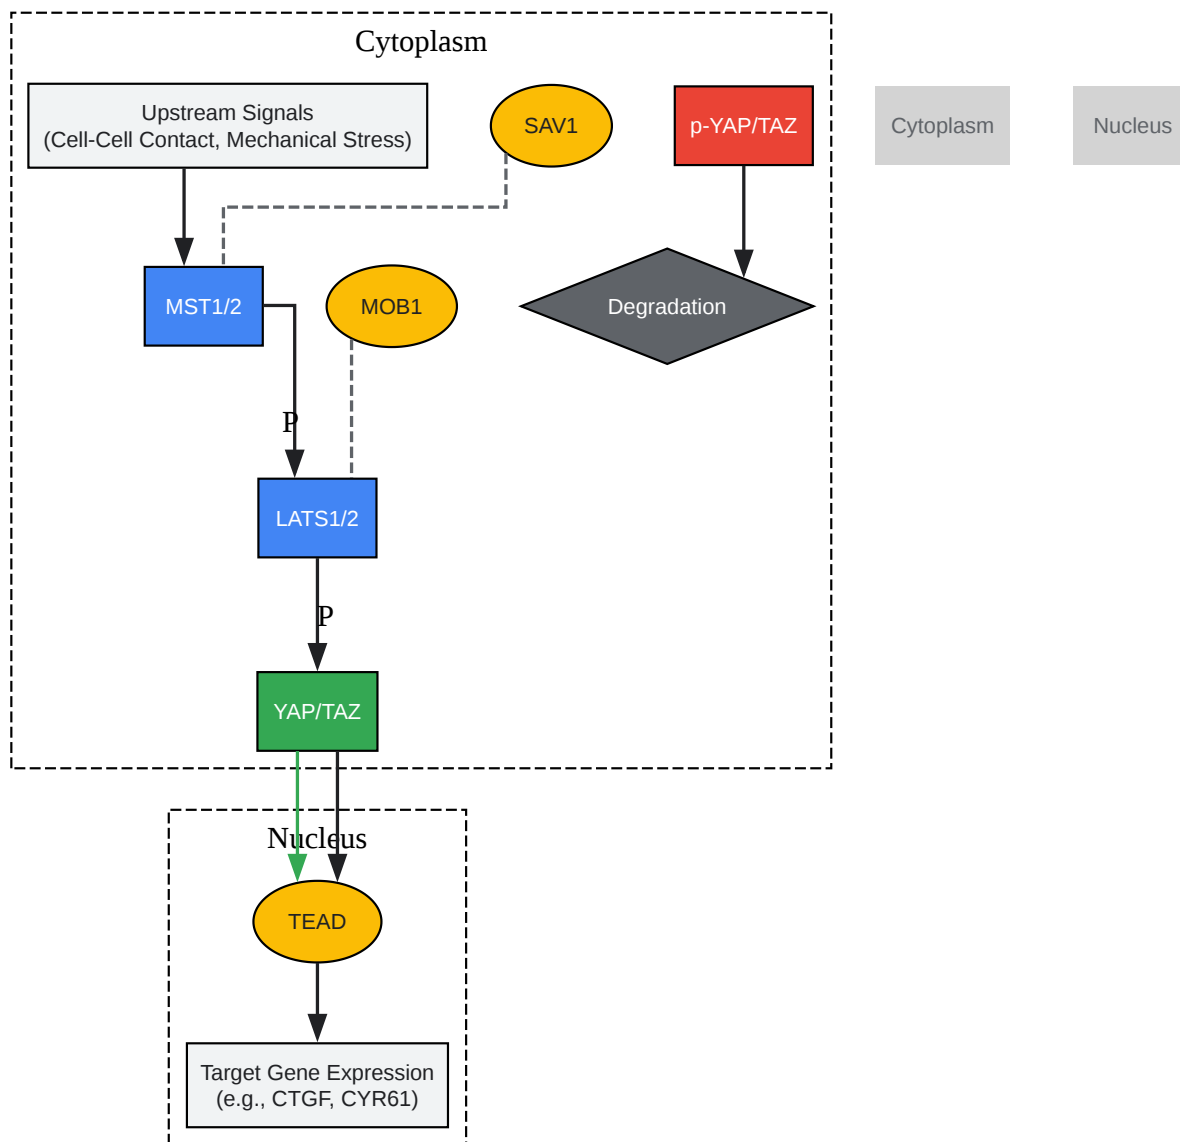 Cytoplasm
Upstream Signals
(Cell-Cell Contact, Mechanical Stress)
SAV1
p-YAP/TAZ
Cytoplasm
Nucleus
MST1/2
MOB1
Degradation
P
LATS1/2
P
YAP/TAZ
Nucleus
TEAD
Target Gene Expression
(e.g., CTGF, CYR61)